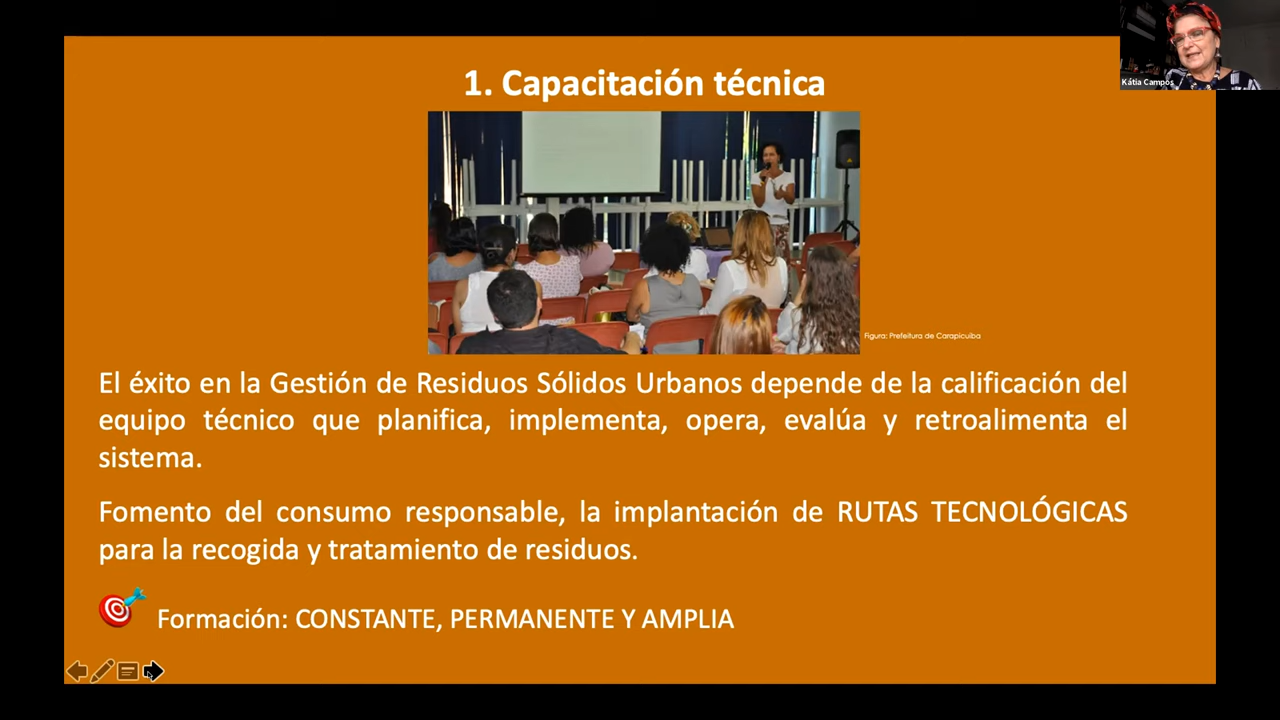 Kátia Campos
1. Capacitación técnica
Figura: Prefeitura de Carapicuíba
El éxito en la Gestión de Residuos Sólidos Urbanos depende de la calificación del
equipo técnico que planifica, implementa, opera, evalúa y retroalimenta el
sistema.
Fomento del consumo responsable, la implantación de RUTAS TECNOLÓGICAS
para la recogida y tratamiento de residuos.
Formación: CONSTANTE, PERMANENTE Y AMPLIA